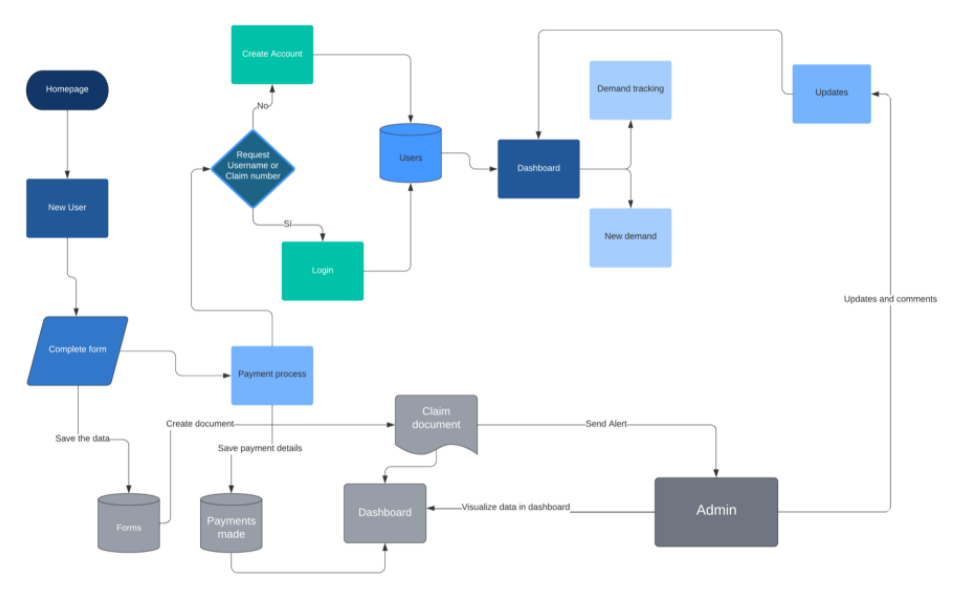 Create Account
Homepage
No
Request
Username or
Claim number
Users
Dashboard
Demand tracking
Updates
New User
Sí
Login
New demand
Updates and comments
Complete form
Payment process
Save the data
Create document
Save payment details
Claim
document
Send Alert
Forms
Payments
made
Dashboard
Visualize data in dashboard
Admin